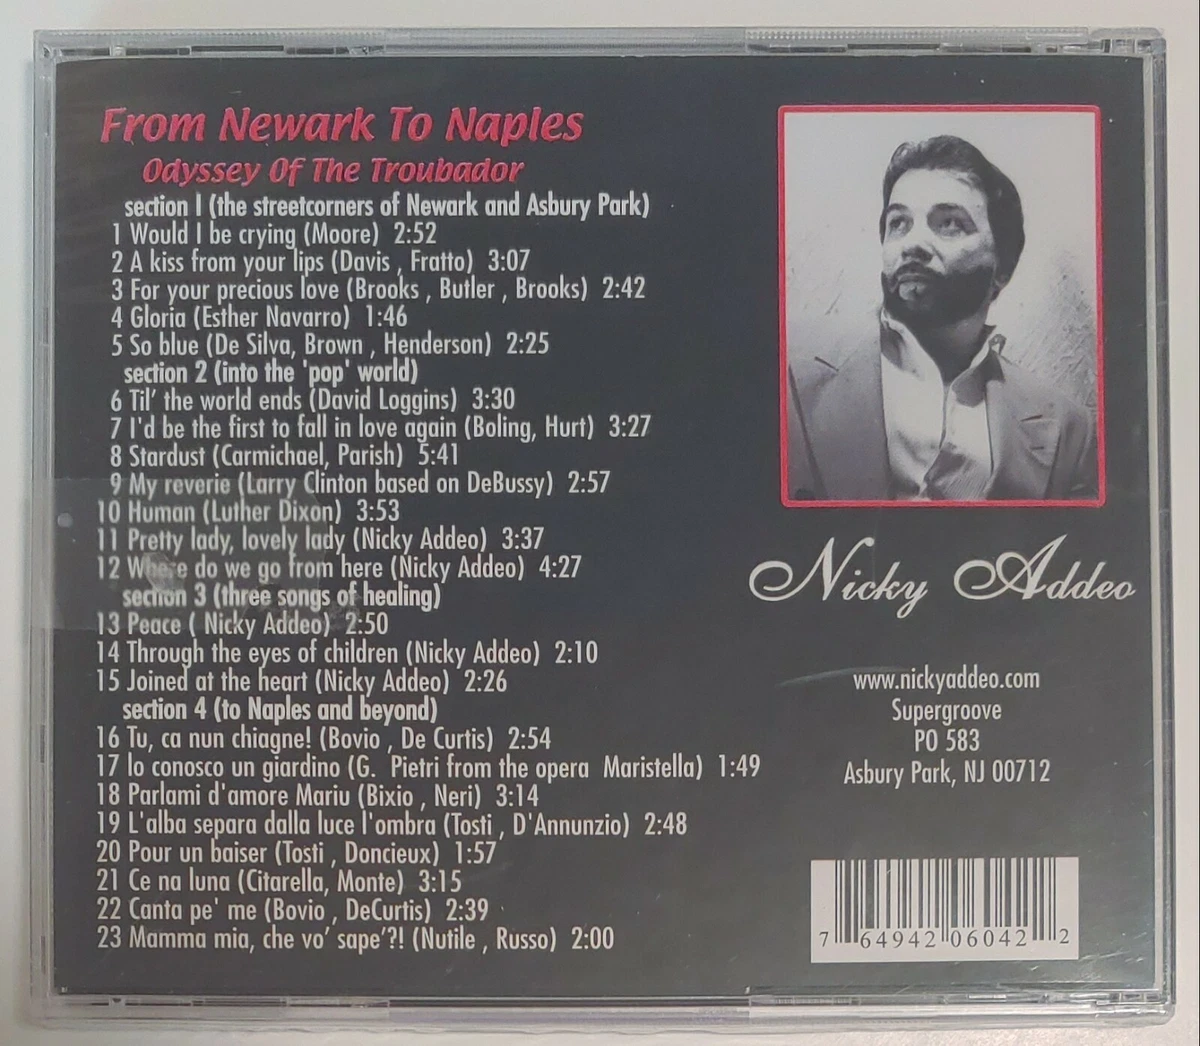 From Newark To Naples
Odyssey Of The Troubador
section 1 (the streetcorners of Newark and Asbury Park)
1 Would I be crying (Moore) 2:52
2 A kiss from your lips (Davis , Fratto) 3:07
3 For your precious love (Brooks , Butler , Brooks) 2:42
4 Gloria (Esther Navarro) 1:46
5 So blue (De Silva, Brown , Henderson) 2:25
section 2 (into the 'pop' world)
6 Til' the world ends (David Loggins) 3:30
7 I'd be the first to fall in love again (Boling, Hurt) 3:27
8 Stardust (Carmichael, Parish) 5:41
9 My reverie (Larry Clinton based on DeBussy) 2:57
10 Human (Luther Dixon) 3:53
11 Pretty lady, lovely lady (Nicky Addeo) 3:37
12 Where do we go from here (Nicky Addeo) 4:27
section 3 (three songs of healing)
13 Peace ( Nicky Addeo) 2:50
14 Through the eyes of children (Nicky Addeo) 2:10
15 Joined at the heart (Nicky Addeo) 2:26
section 4 (to Naples and beyond)
16 Tu, ca nun chiagne! (Bovio , De Curtis) 2:54
17 Io conosco un giardino (G. Pietri from the opera Maristella) 1:49
18 Parlami d'amore Mariu (Bixio , Neri) 3:14
19 L'alba separa dalla luce l'ombra (Tosti , D'Annunzio) 2:48
20 Pour un baiser (Tosti , Doncieux) 1:57
21 Ce na luna (Citarella, Monte) 3:15
22 Canta pe' me (Bovio , DeCurtis) 2:39
23 Mamma mia, che vo' sape'?! (Nutile , Russo) 2:00
Nicky Addeo
www.nickyaddeo.com
Supergroove
PO 583
Asbury Park, NJ 00712
7 64942 06042 2